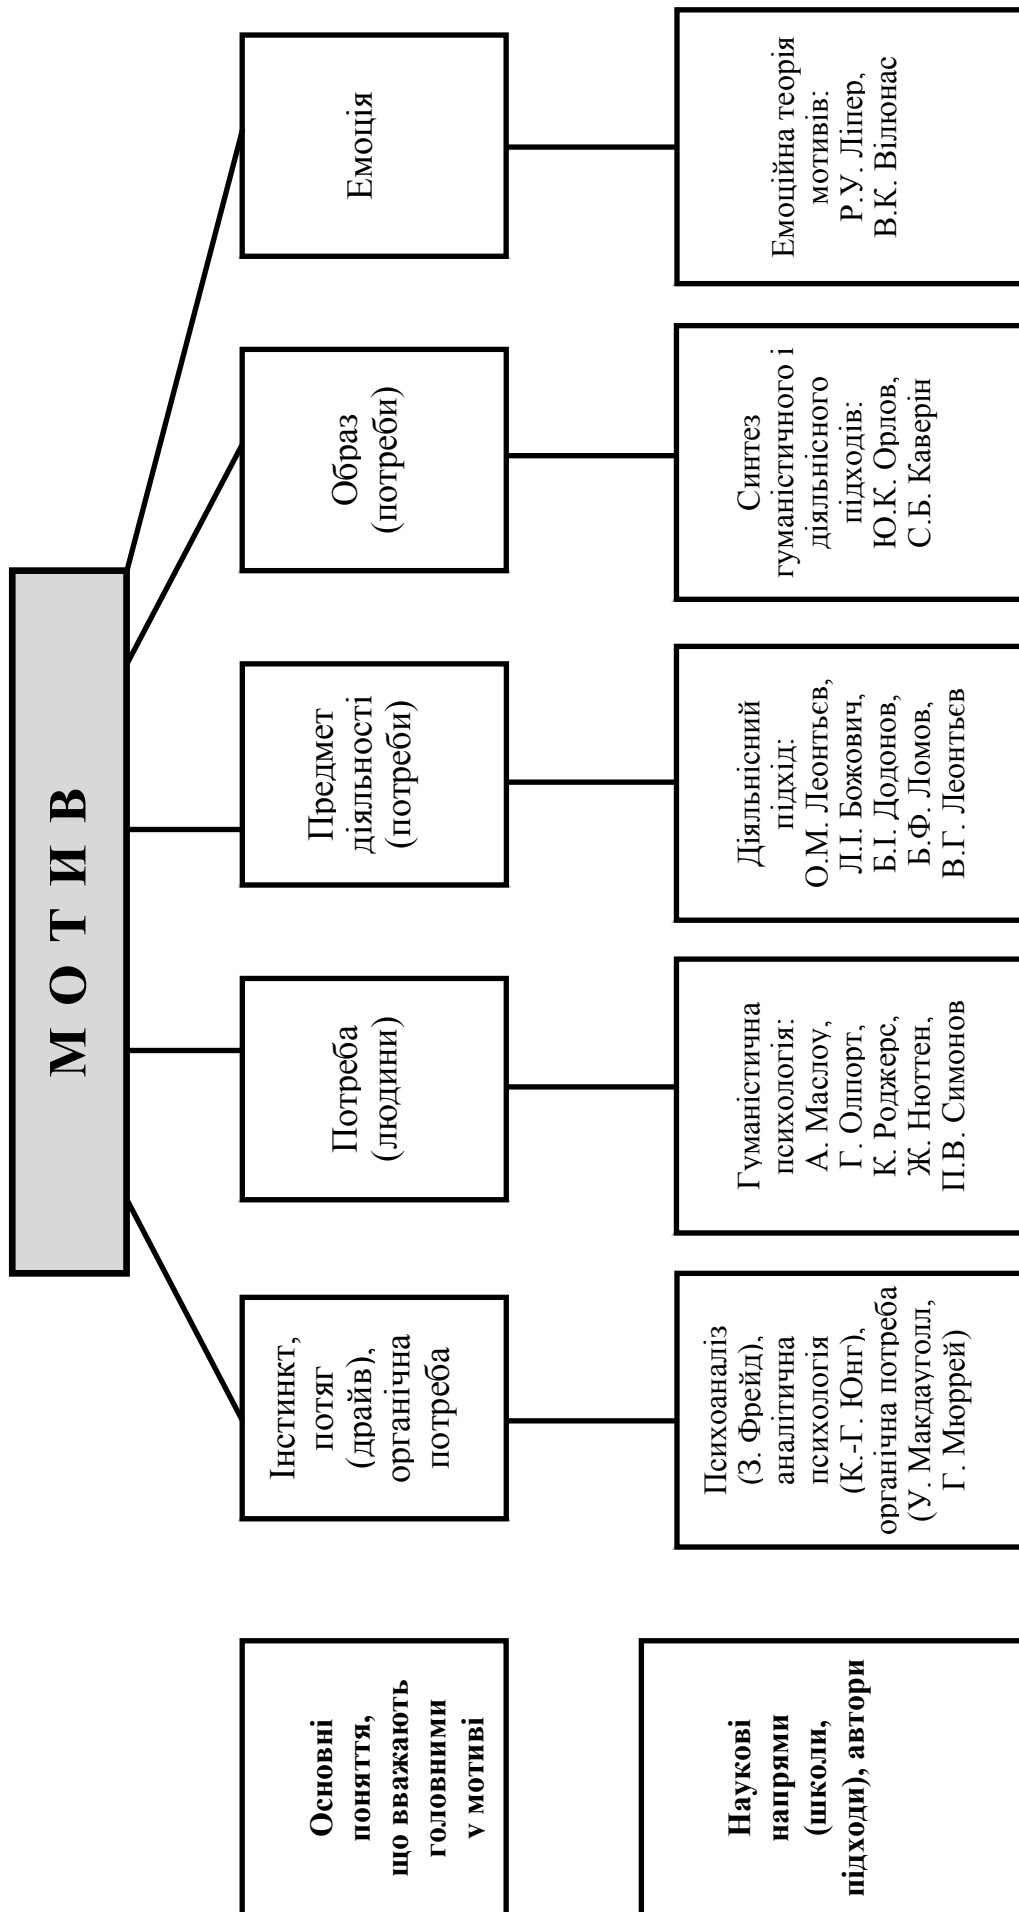 МОТИВ
Основні
поняття,
що вважають
головними
у мотиві
Інстинкт,
потяг
(драйв),
органічна
потреба
Потреба
(людини)
Предмет
діяльності
(потреби)
Образ
(потреби)
Емоція
Наукові
напрями
(школи,
підходи), автори
Психоаналіз
(З. Фрейд),
аналітична
психологія
(К.-Г. Юнг),
органічна потреба
(У. Макдауголл,
Г. Мюррей)
Гуманістична
психологія:
А. Маслоу,
Г. Олпорт,
К. Роджерс,
Ж. Нюттен,
П.В. Симонов
Діяльнісний
підхід:
О.М. Леонтьєв,
Л.І. Божович,
Б.І. Додонов,
Б.Ф. Ломов,
В.Г. Леонтьєв
Синтез
гуманістичного і
діяльнісного
підходів:
Ю.К. Орлов,
С.Б. Каверін
Емоційна теорія
мотивів:
Р.У. Ліпер,
В.К. Вілюнас